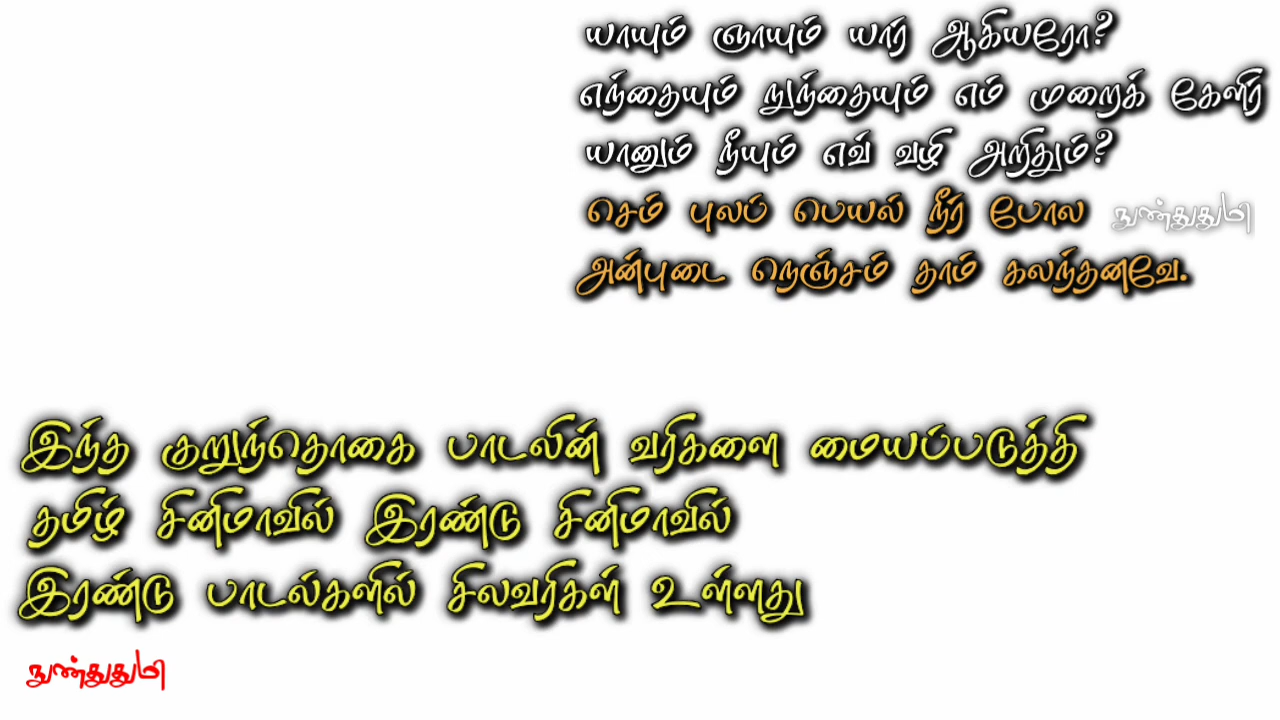 யாயும் ஞாயும் யார் ஆகியரோ?
எந்தையும் நுந்தையும் எம் முறைக் கேளிர்
யானும் நீயும் எவ் வழி அறிதும்?
செம் புலப் பெயல் நீர் போல நுண்துதுமி
அன்புடை நெஞ்சம் தாம் கலந்தனவே.
இந்த குறுந்தொகை பாடலின் வரிகளை மையப்படுத்தி
தமிழ் சினிமாவில் இரண்டு சினிமாவில்
இரண்டு பாடல்களில் சிலவரிகள் உள்ளது
நுண்துதுமி